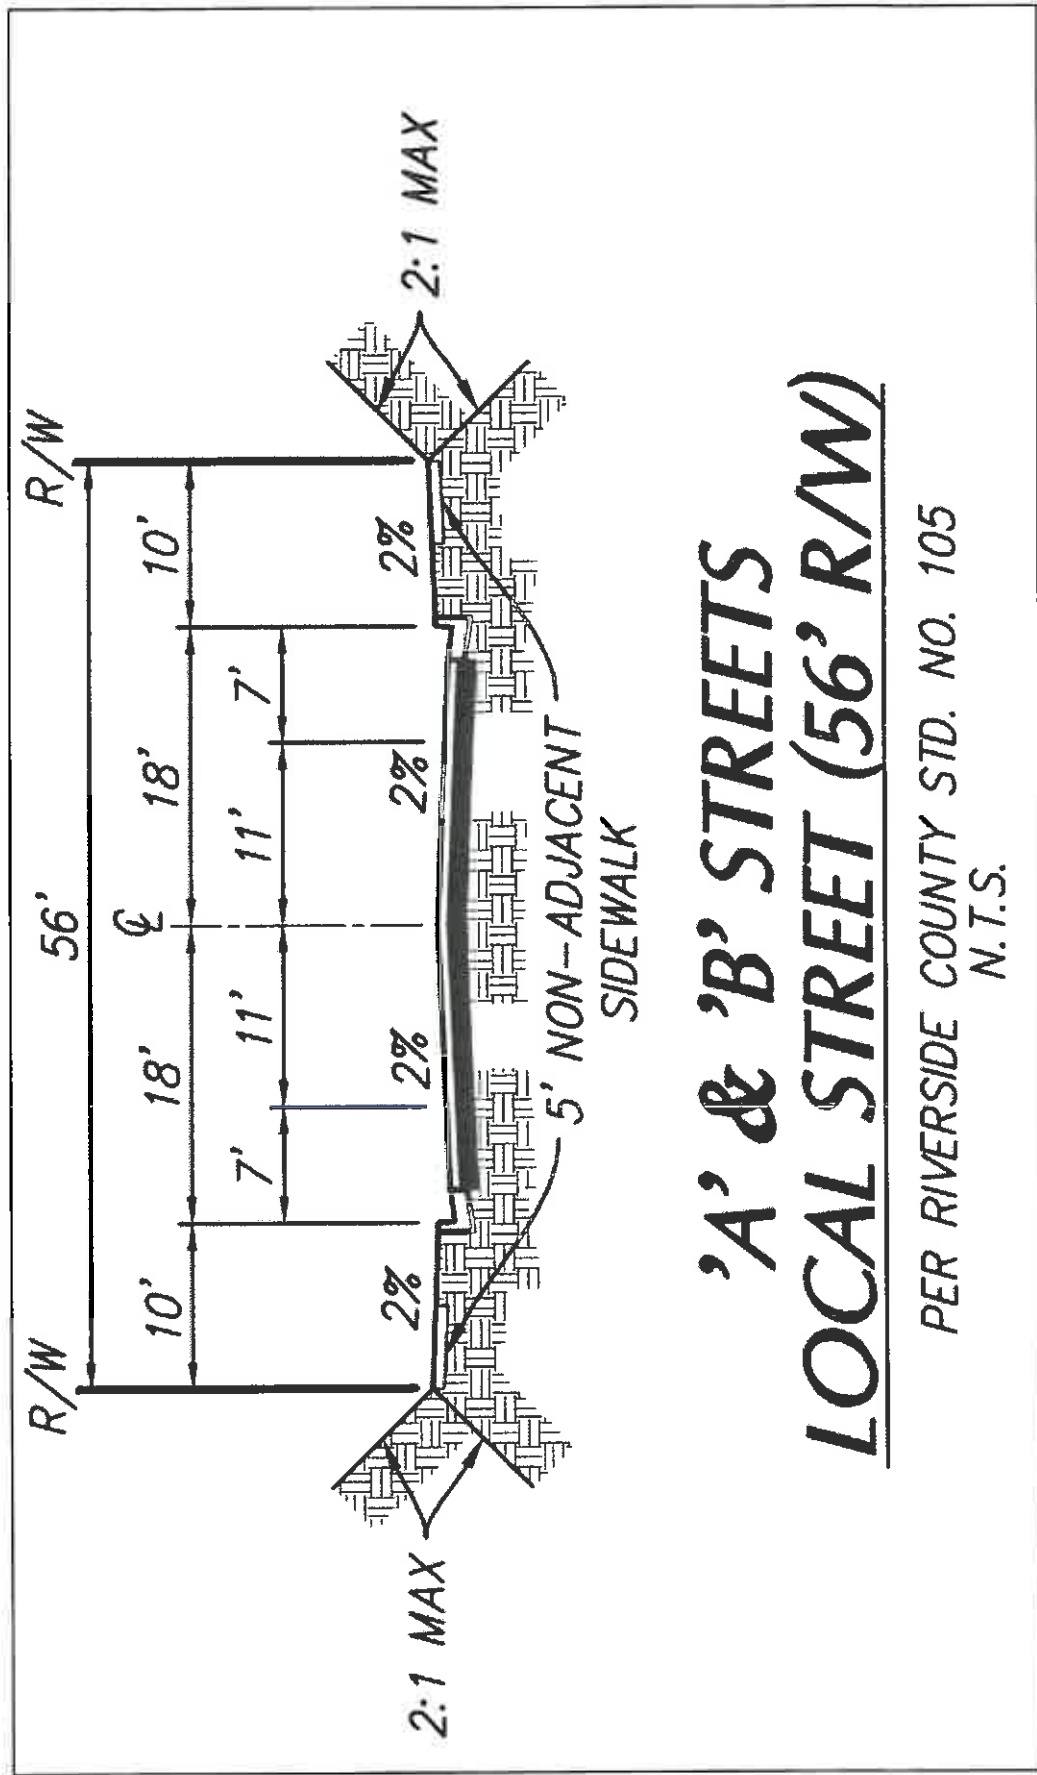 56'
R/W
R/W
℄
10'
18'
18'
10'
7'
11'
11'
7'
2:1 MAX
2%
2%
2%
2%
2:1 MAX
5' NON-ADJACENT
SIDEWALK
'A' & 'B' STREETS
LOCAL STREET (56' R/W)
PER RIVERSIDE COUNTY STD. NO. 105
N.T.S.